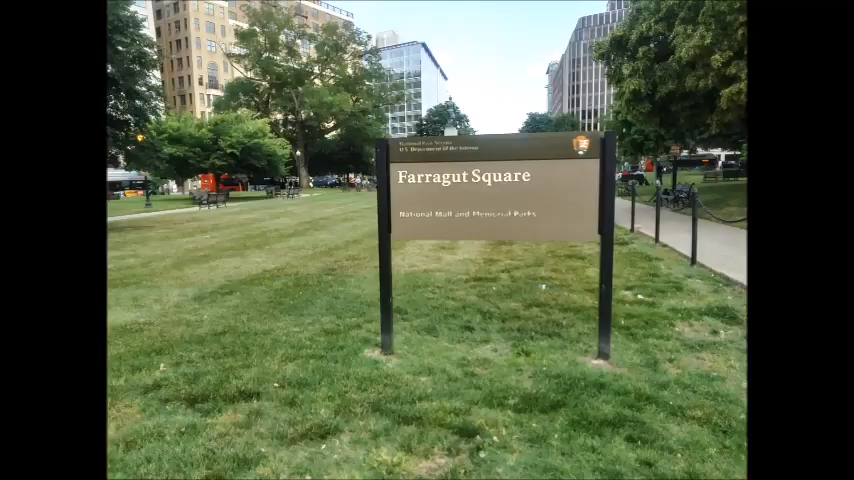 National Park Service
U.S. Department of the Interior
Farragut Square
National Mall and Memorial Parks